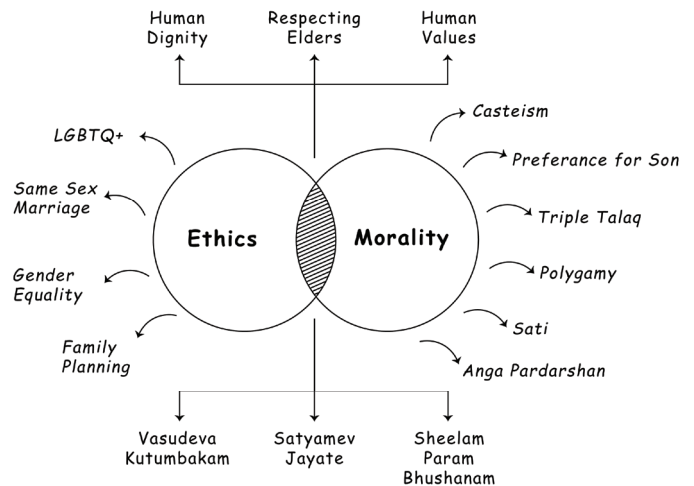 Human
Dignity
Respecting
Elders
Human
Values
LGBTQ+
Same Sex
Marriage
Gender
Equality
Family
Planning
Ethics
Morality
Casteism
Preferance for Son
Triple Talaq
Polygamy
Sati
Anga Pardarshan
Vasudeva
Kutumbakam
Satyamev
Jayate
Sheelam
Param
Bhushanam